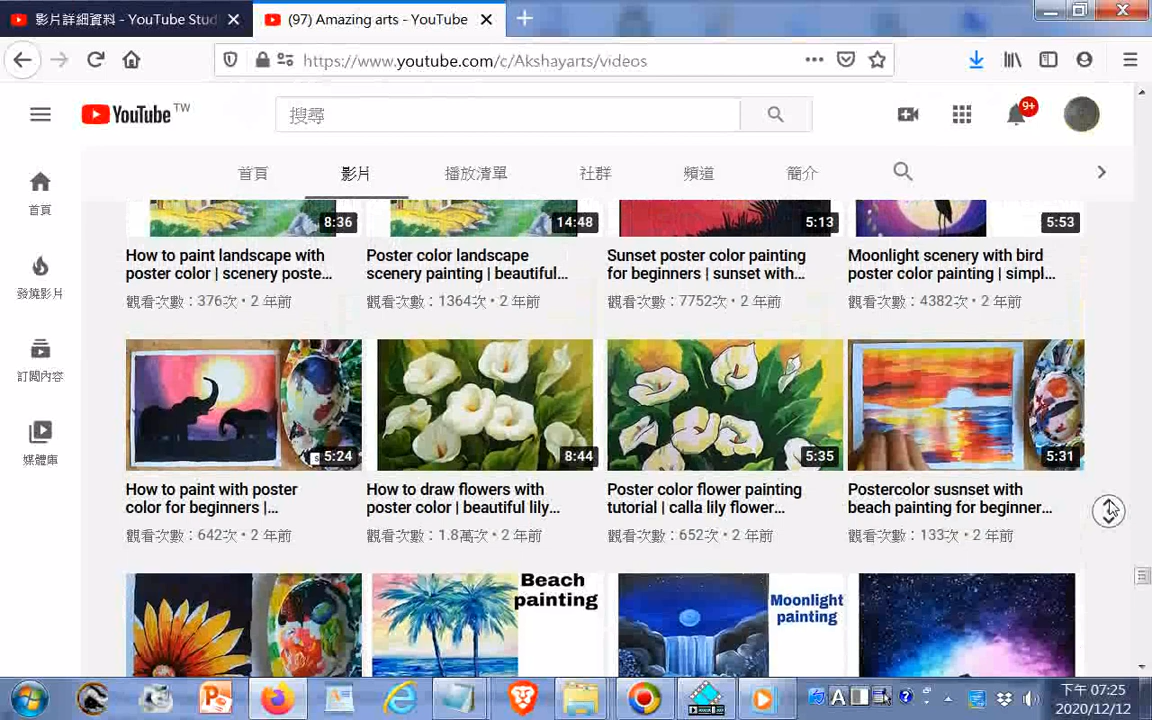 影片詳細資料 - YouTube Stud
(97) Amazing arts - YouTube
https://www.youtube.com/c/Akshayarts/videos
YouTube TW
搜尋
9+
首頁
影片
播放清單
社群
頻道
簡介
首頁
發燒影片
訂閱內容
媒體庫
8:36
14:48
5:13
5:53
How to paint landscape with
poster color | scenery poste...
觀看次數：376次 • 2 年前
Poster color landscape
scenery painting | beautiful...
觀看次數：1364次 • 2 年前
Sunset poster color painting
for beginners | sunset with...
觀看次數：7752次 • 2 年前
Moonlight scenery with bird
poster color painting | simpl...
觀看次數：4382次 • 2 年前
5:24
8:44
5:35
5:31
How to paint with poster
color for beginners |...
觀看次數：642次 • 2 年前
How to draw flowers with
poster color | beautiful lily...
觀看次數：1.8萬次 • 2 年前
Poster color flower painting
tutorial | calla lily flower...
觀看次數：652次 • 2 年前
Postercolor susnset with
beach painting for beginner...
觀看次數：133次 • 2 年前
Beach
painting
Moonlight
painting
下午 07:25
2020/12/12